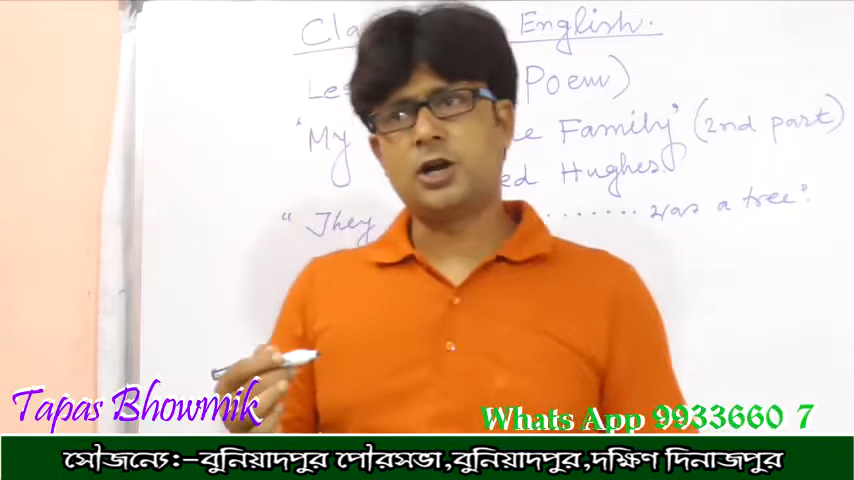 Cla English.
Les Poem)
'My e Family' (2nd part)
ed Hughes.
" They ....... was a tree".
Tapas Bhowmik
Whats App 9933660 7
সৌজন্যে:-বুনিয়াদপুর পৌরসভা,বুনিয়াদপুর,দক্ষিণ দিনাজপুর